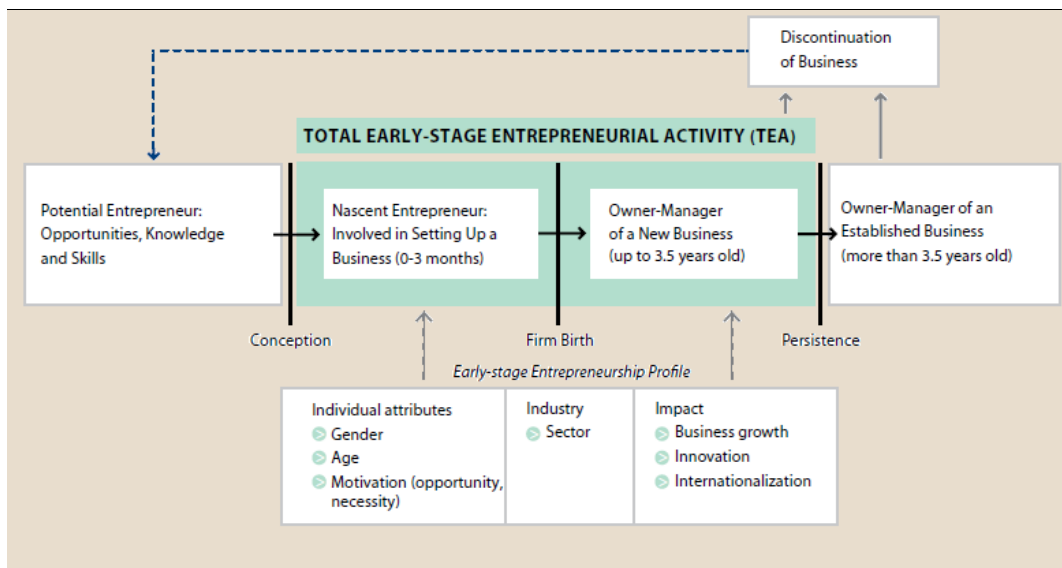 Discontinuation
of Business
TOTAL EARLY-STAGE ENTREPRENEURIAL ACTIVITY (TEA)
Potential Entrepreneur:
Opportunities, Knowledge
and Skills
Nascent Entrepreneur:
Involved in Setting Up a
Business (0-3 months)
Owner-Manager
of a New Business
(up to 3.5 years old)
Owner-Manager of an
Established Business
(more than 3.5 years old)
Conception
Firm Birth
Persistence
Early-stage Entrepreneurship Profile
Individual attributes
Gender
Age
Motivation (opportunity,
necessity)
Industry
Sector
Impact
Business growth
Innovation
Internationalization